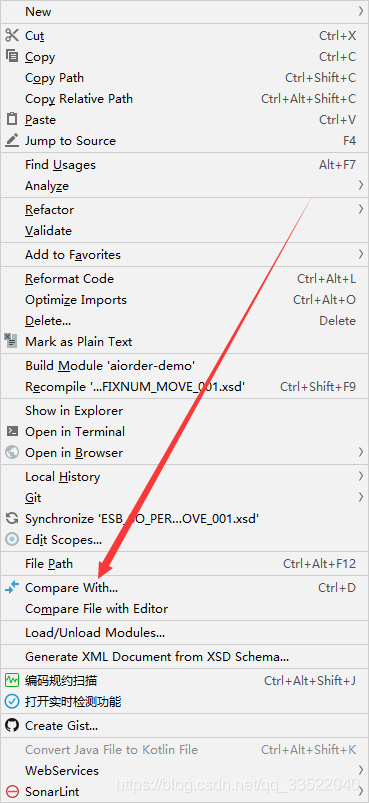 New
Cut Ctrl+X
Copy Ctrl+C
Copy Path Ctrl+Shift+C
Copy Relative Path Ctrl+Alt+Shift+C
Paste Ctrl+V
Jump to Source F4
Find Usages Alt+F7
Analyze
Refactor
Validate
Add to Favorites
Reformat Code Ctrl+Alt+L
Optimize Imports Ctrl+Alt+O
Delete... Delete
Mark as Plain Text
Build Module 'aiorder-demo'
Recompile '...FIXNUM_MOVE_001.xsd' Ctrl+Shift+F9
Show in Explorer
Open in Terminal
Open in Browser
Local History
Git
Synchronize 'ESB_SO_PER...OVE_001.xsd'
Edit Scopes...
File Path Ctrl+Alt+F12
Compare With... Ctrl+D
Compare File with Editor
Load/Unload Modules...
Generate XML Document from XSD Schema...
编码规约扫描 Ctrl+Alt+Shift+J
打开实时检测功能
Create Gist...
Convert Java File to Kotlin File Ctrl+Alt+Shift+K
WebServices
https://blog.csdn.net/qq_33522040
SonarLint